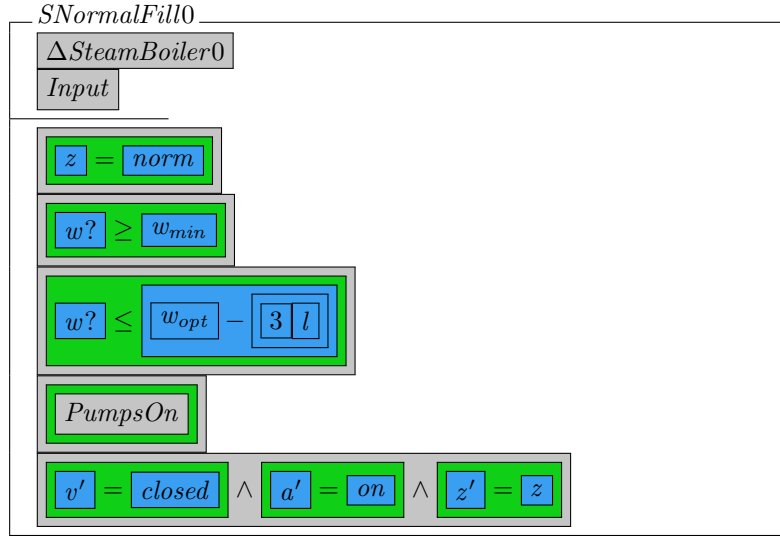 SNormalFill0
ΔSteamBoiler0
Input
z = norm
w? ≥ w_min
w? ≤ w_opt − 3 l
PumpsOn
v′ = closed ∧ a′ = on ∧ z′ = z